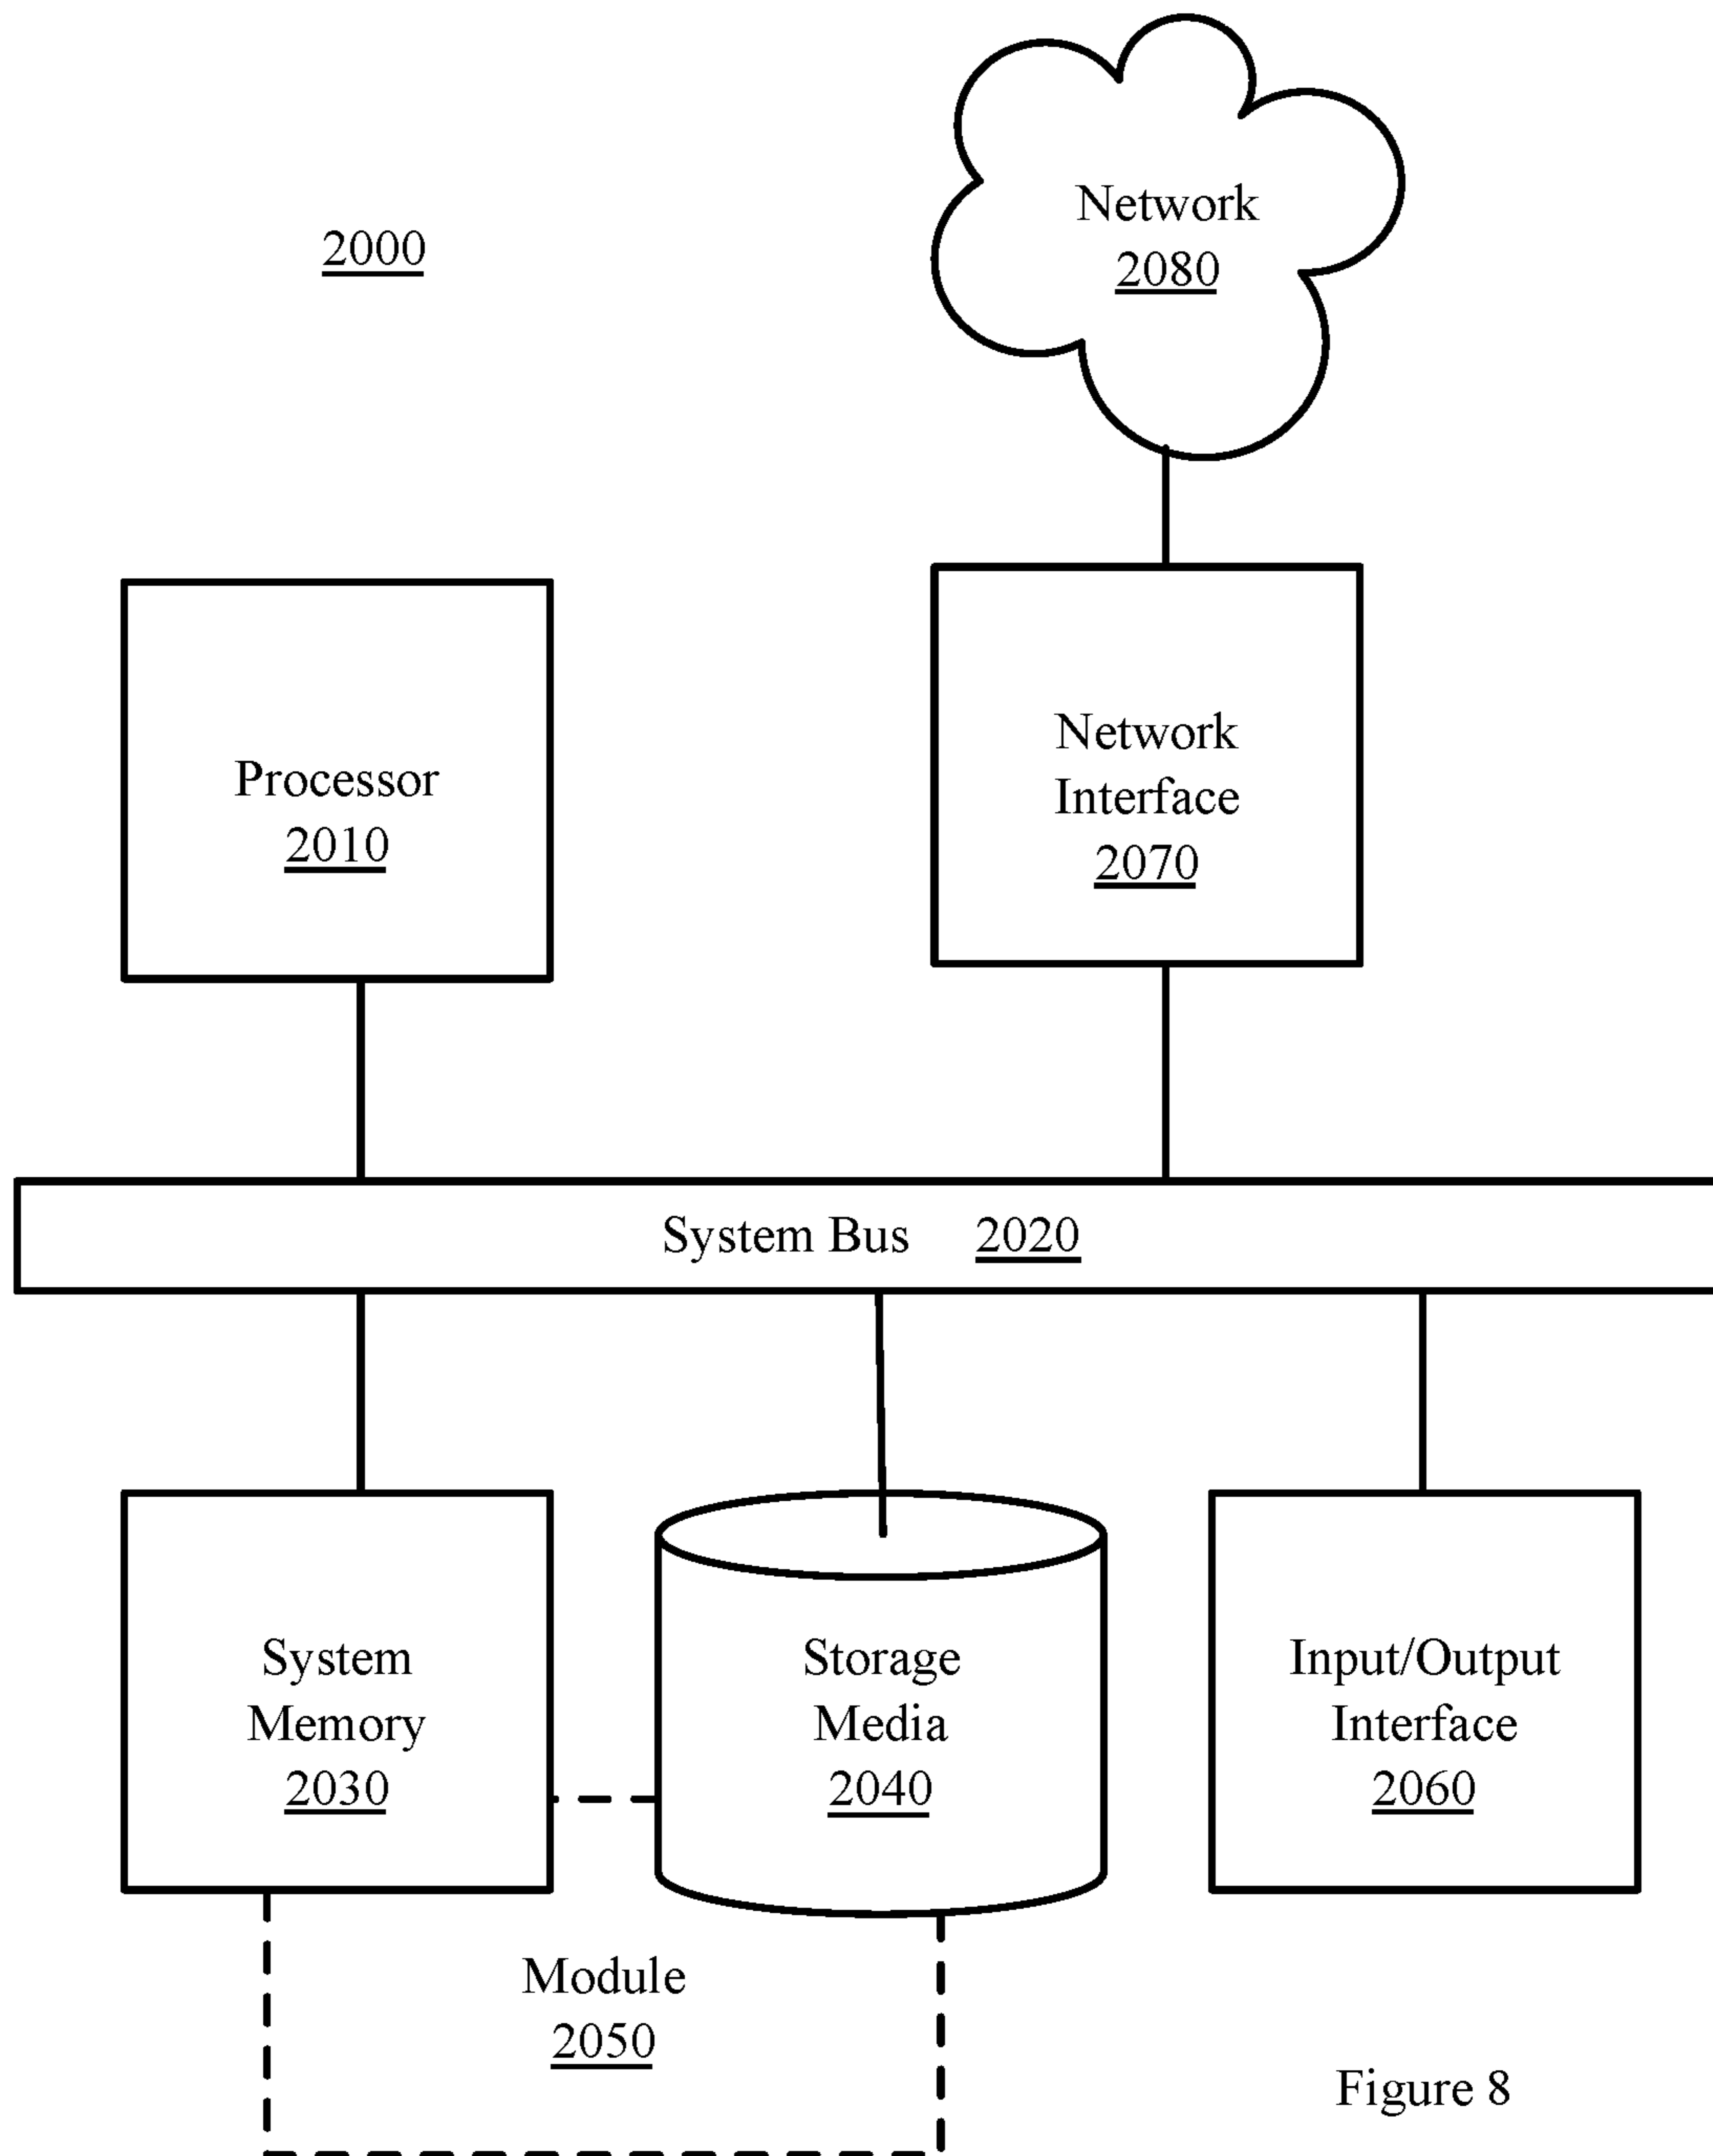 Network
2080
2000
Network
Interface
2070
Processor
2010
System Bus 2020
System
Memory
2030
Storage
Media
2040
Input/Output
Interface
2060
Module
2050
Figure 8